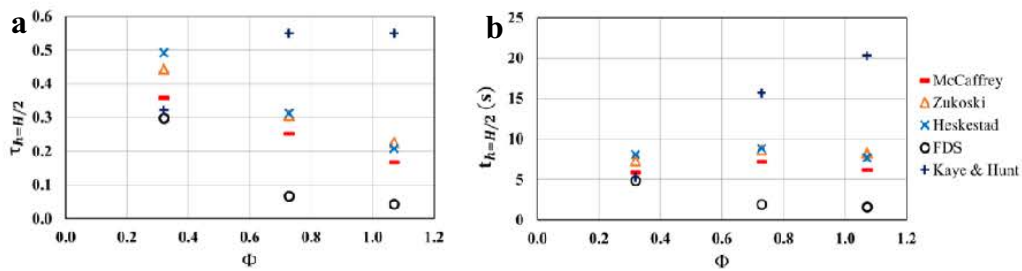 a
0.6
0.5
0.4
0.3
0.2
0.1
0.0
τh=H/2
0.0 0.2 0.4 0.6 0.8 1.0 1.2
Φ
b
25
20
15
10
5
0
th=H/2 (s)
0.0 0.2 0.4 0.6 0.8 1.0 1.2
Φ
McCaffrey
Zukoski
Heskestad
FDS
Kaye & Hunt